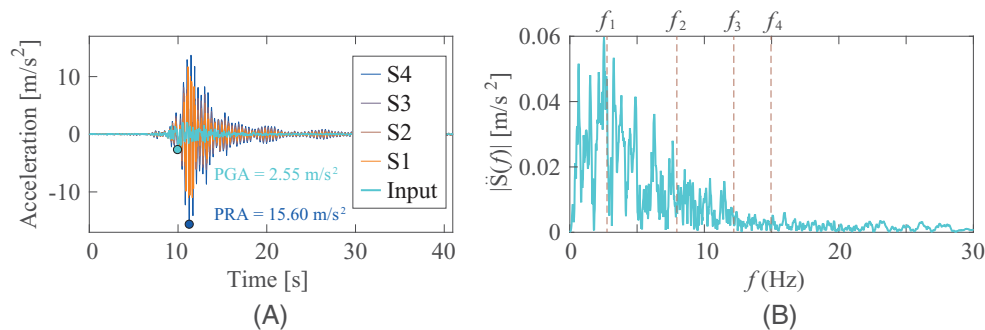 Acceleration [m/s²]
10
0
-10
S4
S3
S2
S1
Input
PGA = 2.55 m/s²
PRA = 15.60 m/s²
0 10 20 30 40
Time [s]
(A)
f₁ f₂ f₃ f₄
|S̈(f)| [m/s²]
0.06
0.04
0.02
0
0 10 20 30
f (Hz)
(B)